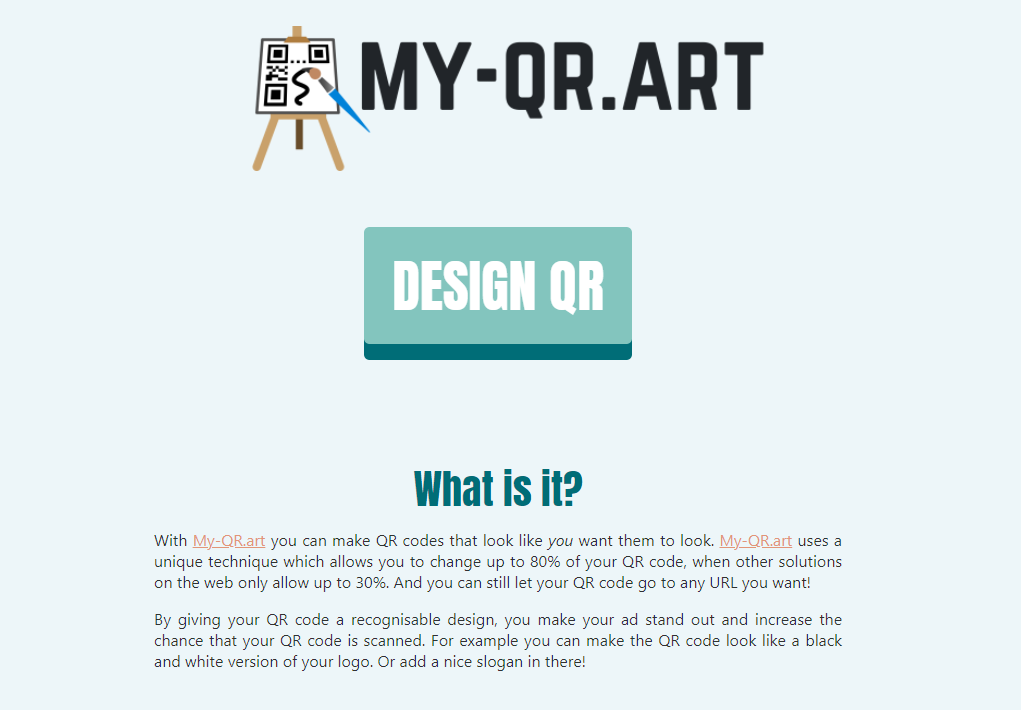 MY-QR.ART
DESIGN QR
What is it?
With My-QR.art you can make QR codes that look like you want them to look. My-QR.art uses a
unique technique which allows you to change up to 80% of your QR code, when other solutions
on the web only allow up to 30%. And you can still let your QR code go to any URL you want!
By giving your QR code a recognisable design, you make your ad stand out and increase the
chance that your QR code is scanned. For example you can make the QR code look like a black
and white version of your logo. Or add a nice slogan in there!